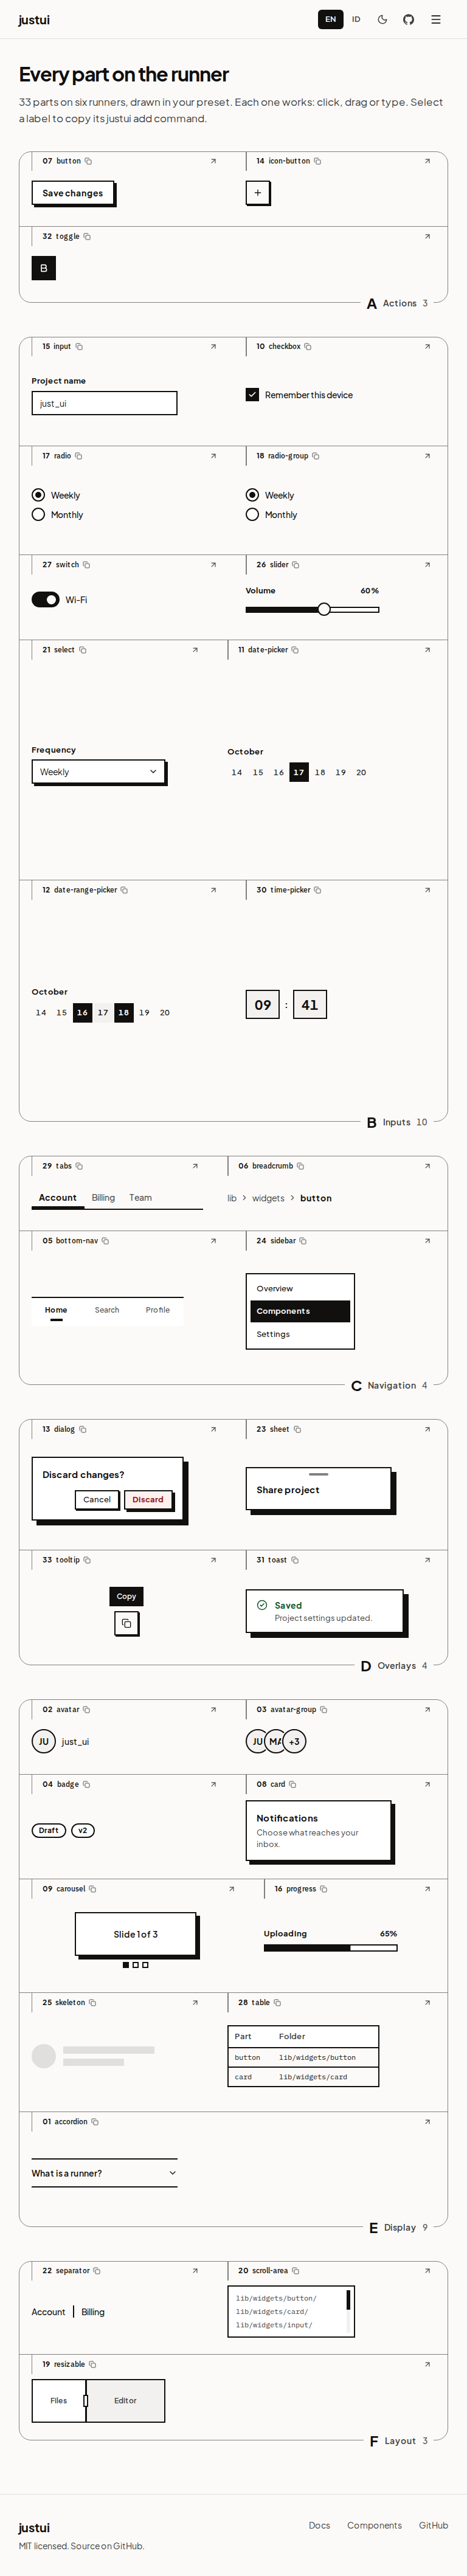 justui
EN ID
Every part on the runner
33 parts on six runners, drawn in your preset. Each one works: click, drag or type. Select
a label to copy its justui add command.
07 button
14 icon-button
Save changes
+
32 toggle
B
A Actions 3
15 input
10 checkbox
Project name
just_ui
Remember this device
17 radio
18 radio-group
Weekly
Monthly
Weekly
Monthly
27 switch
26 slider
Wi-Fi
Volume 60%
21 select
11 date-picker
Frequency
Weekly
October
14 15 16 17 18 19 20
12 date-range-picker
30 time-picker
October
14 15 16 17 18 19 20
09 : 41
B Inputs 10
29 tabs
06 breadcrumb
Account Billing Team
lib > widgets > button
05 bottom-nav
24 sidebar
Home Search Profile
Overview
Components
Settings
C Navigation 4
13 dialog
23 sheet
Discard changes?
Cancel Discard
Share project
33 tooltip
31 toast
Copy
Saved
Project settings updated.
D Overlays 4
02 avatar
03 avatar-group
JU just_ui
JU MA +3
04 badge
08 card
Draft v2
Notifications
Choose what reaches your
inbox.
09 carousel
16 progress
Slide 1 of 3
Uploading 65%
25 skeleton
28 table
Part Folder
button lib/widgets/button
card lib/widgets/card
01 accordion
What is a runner?
E Display 9
22 separator
20 scroll-area
Account Billing
lib/widgets/button/
lib/widgets/card/
lib/widgets/input/
19 resizable
Files Editor
F Layout 3
justui
Docs Components GitHub
MIT licensed. Source on GitHub.